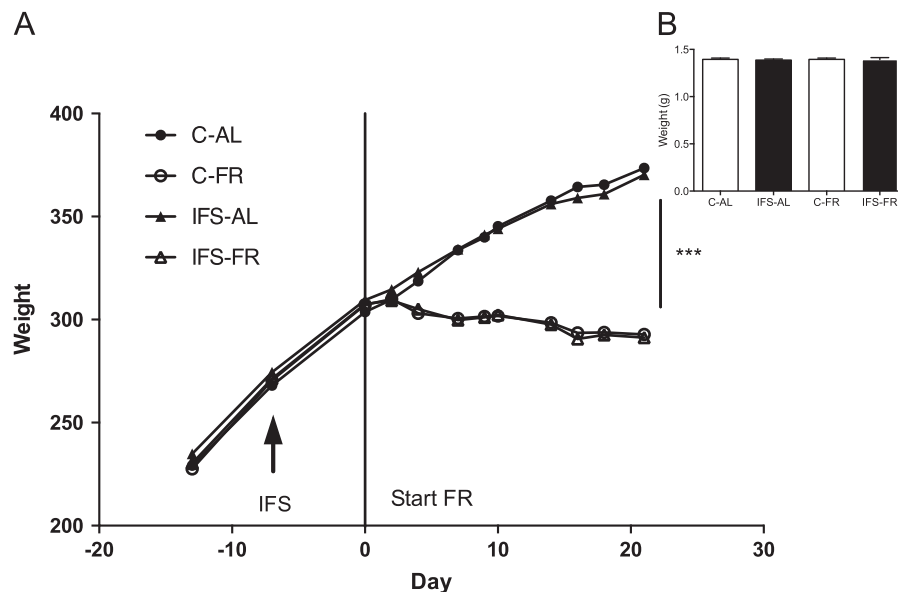 A
B
1.5
1.0
0.5
0.0
Weight (g)
C-AL IFS-AL C-FR IFS-FR
400
350
300
250
200
C-AL
C-FR
IFS-AL
IFS-FR
***
Weight
IFS
Start FR
-20 -10 0 10 20 30
Day